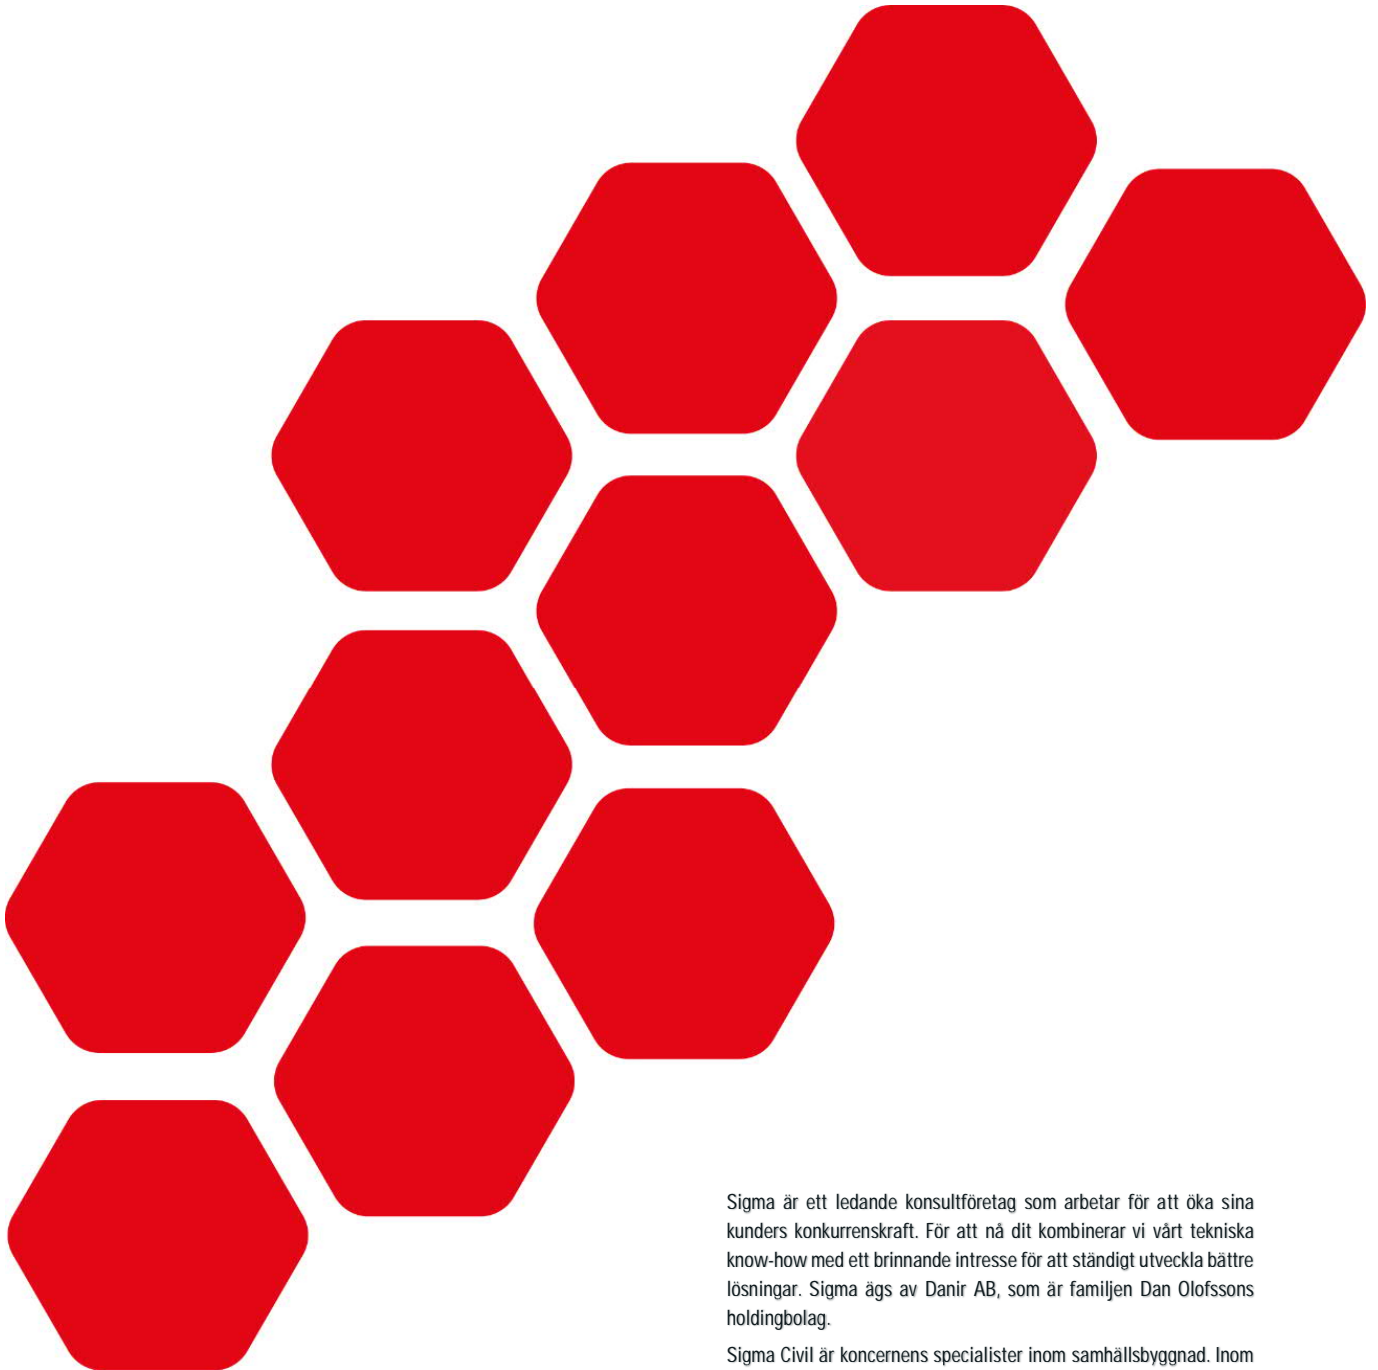 Sigma är ett ledande konsultföretag som arbetar för att öka sina
kunders konkurrenskraft. För att nå dit kombinerar vi vårt tekniska
know-how med ett brinnande intresse för att ständigt utveckla bättre
lösningar. Sigma ägs av Danir AB, som är familjen Dan Olofssons
holdingbolag.
Sigma Civil är koncernens specialister inom samhällsbyggnad. Inom